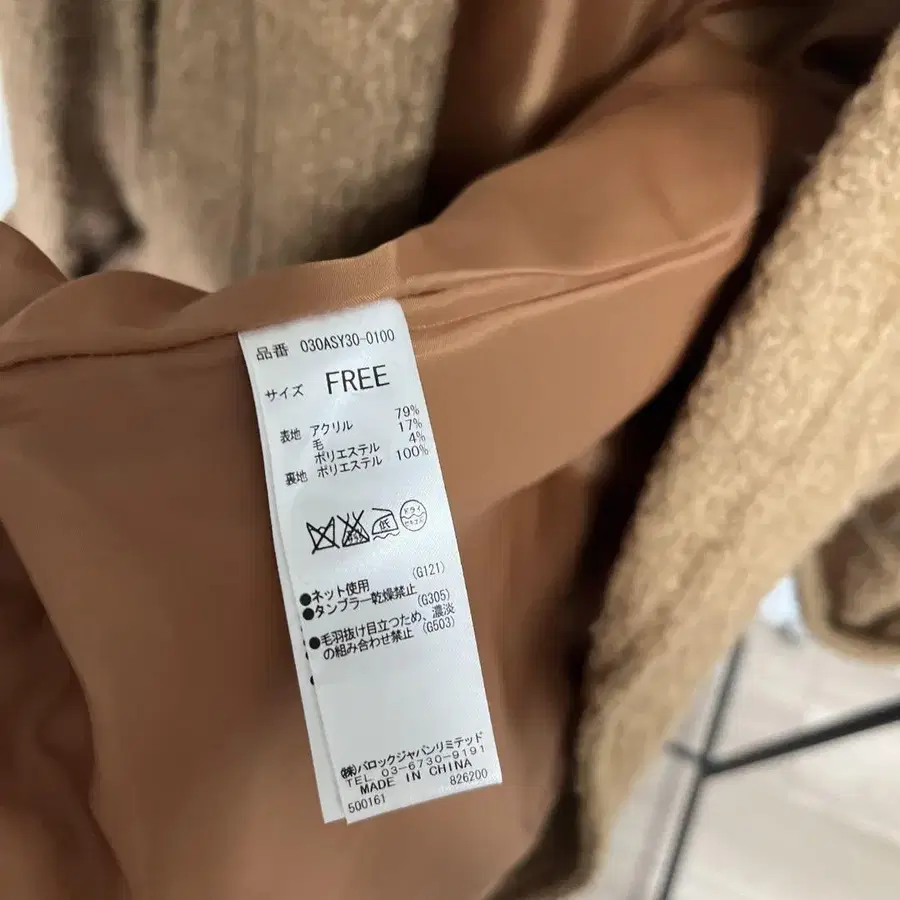 品番 030ASY30-0100
サイズ FREE
表地 アクリル 79%
毛 17%
ポリエステル 4%
裏地 ポリエステル 100%
低
ドライ
●ネット使用 (G121)
●タンブラー乾燥禁止 (G305)
●毛羽抜け目立つため、濃淡
の組み合わせ禁止 (G503)
㈱バロックジャパンリミテッド
TEL 03-6730-9191
MADE IN CHINA
500161 826200